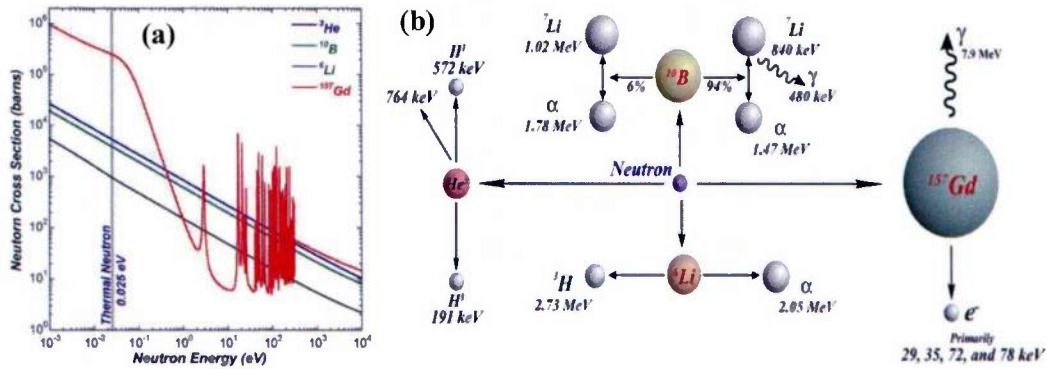 (a)
³He
¹⁰B
⁶Li
¹⁵⁷Gd
Neutorn Cross Section (barns)
10⁶
10⁵
10⁴
10³
10²
10¹
10⁰
Thermal Neutron
0.025 eV
10⁻³ 10⁻² 10⁻¹ 10⁰ 10¹ 10² 10³ 10⁴
Neutron Energy (eV)
(b)
572 keV
764 keV
191 keV
⁷Li
1.02 MeV
α
1.78 MeV
6%
¹⁰B
94%
⁷Li
840 keV
γ
480 keV
α
1.47 MeV
Neutron
³H
2.73 MeV
⁶Li
α
2.05 MeV
γ
7.9 MeV
¹⁵⁷Gd
e⁻
Primarily
29, 35, 72, and 78 keV